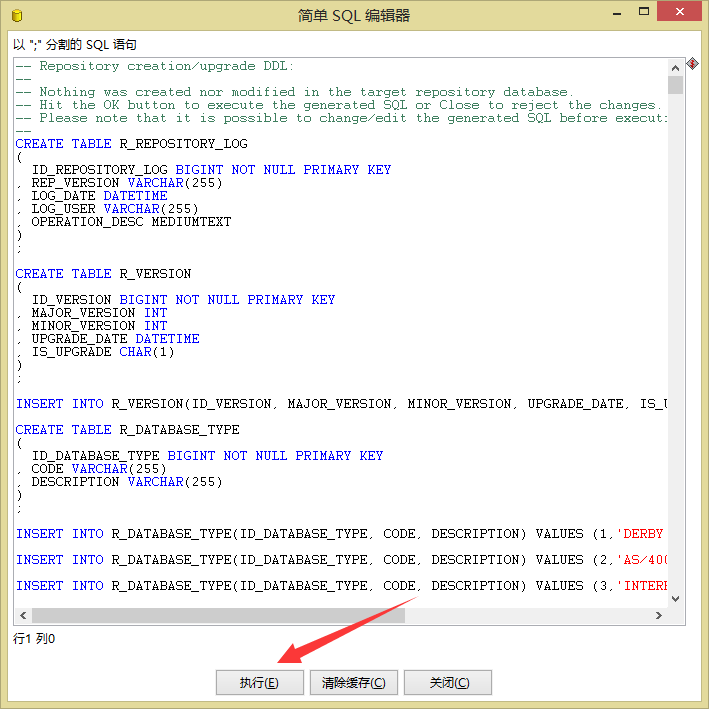 简单 SQL 编辑器
以 ";" 分割的 SQL 语句
-- Repository creation/upgrade DDL:
--
-- Nothing was created nor modified in the target repository database.
-- Hit the OK button to execute the generated SQL or Close to reject the changes.
-- Please note that it is possible to change/edit the generated SQL before executi
--
CREATE TABLE R_REPOSITORY_LOG
(
  ID_REPOSITORY_LOG BIGINT NOT NULL PRIMARY KEY
, REP_VERSION VARCHAR(255)
, LOG_DATE DATETIME
, LOG_USER VARCHAR(255)
, OPERATION_DESC MEDIUMTEXT
)
;
CREATE TABLE R_VERSION
(
  ID_VERSION BIGINT NOT NULL PRIMARY KEY
, MAJOR_VERSION INT
, MINOR_VERSION INT
, UPGRADE_DATE DATETIME
, IS_UPGRADE CHAR(1)
)
;
INSERT INTO R_VERSION(ID_VERSION, MAJOR_VERSION, MINOR_VERSION, UPGRADE_DATE, IS_U
CREATE TABLE R_DATABASE_TYPE
(
  ID_DATABASE_TYPE BIGINT NOT NULL PRIMARY KEY
, CODE VARCHAR(255)
, DESCRIPTION VARCHAR(255)
)
;
INSERT INTO R_DATABASE_TYPE(ID_DATABASE_TYPE, CODE, DESCRIPTION) VALUES (1,'DERBY
INSERT INTO R_DATABASE_TYPE(ID_DATABASE_TYPE, CODE, DESCRIPTION) VALUES (2,'AS/400
INSERT INTO R_DATABASE_TYPE(ID_DATABASE_TYPE, CODE, DESCRIPTION) VALUES (3,'INTERB
行1 列0
执行(E) 清除缓存(C) 关闭(C)